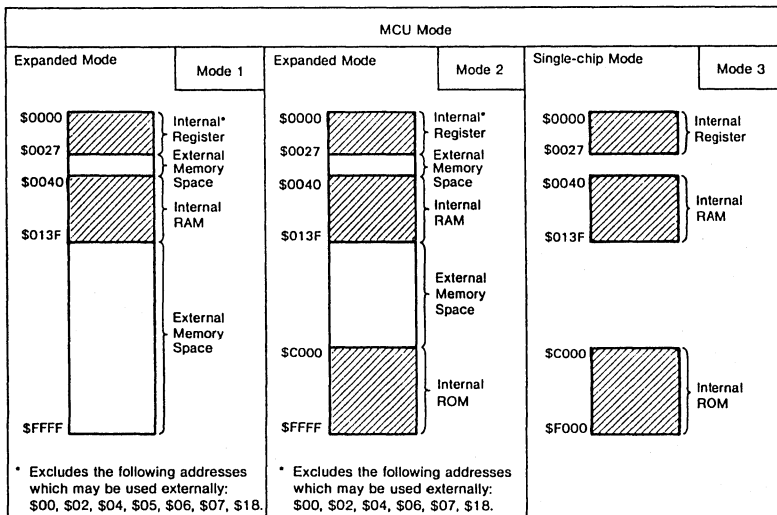 MCU Mode
Expanded Mode
Mode 1
$0000
Internal*
Register
$0027
External
Memory
Space
$0040
Internal
RAM
$013F
External
Memory
Space
$FFFF
* Excludes the following addresses
which may be used externally:
$00, $02, $04, $05, $06, $07, $18.
Expanded Mode
Mode 2
$0000
Internal*
Register
$0027
External
Memory
Space
$0040
Internal
RAM
$013F
External
Memory
Space
$C000
Internal
ROM
$FFFF
* Excludes the following addresses
which may be used externally:
$00, $02, $04, $06, $07, $18.
Single-chip Mode
Mode 3
$0000
Internal
Register
$0027
$0040
Internal
RAM
$013F
$C000
Internal
ROM
$F000